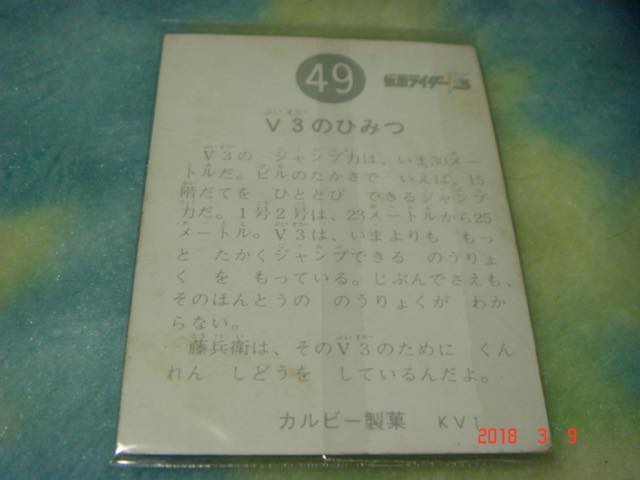 49
仮面ライダーV3
ぶいすりー
V3のひみつ
V3の ジャンプ力は、いま30メー
トルだ。ビルのたかさで いえば、15
階だてを ひととび できるジャンプ
力だ。1号2号は、23メートルから25
メートル。V3は、いまよりも もっ
と たかくジャンプできる のうりょ
く を もっている。じぶんでさえも、
そのほんとうの のうりょくが わか
らない。
藤兵衛は、そのV3のために くん
れん しどうを しているんだよ。
カルビー製菓 KV1
2018 3 9